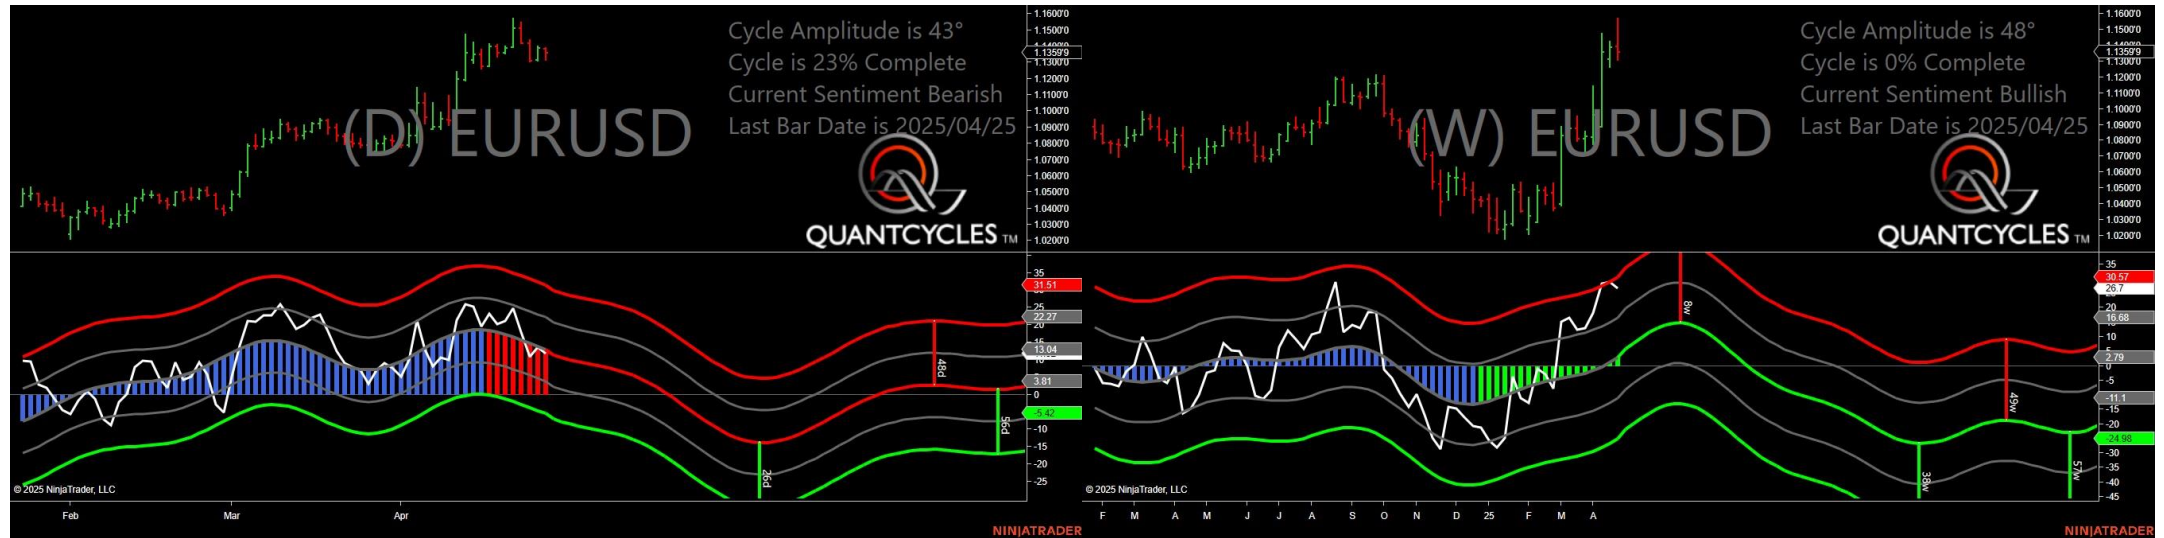 Cycle Amplitude is 43°
Cycle is 23% Complete
Current Sentiment Bearish
Last Bar Date is 2025/04/25
(D) EURUSD
QUANTCYCLES TM
1.1600'0
1.1500'0
1.1359'9
1.1300'0
1.1200'0
1.1000'0
1.0900'0
1.0800'0
1.0700'0
1.0600'0
1.0500'0
1.0400'0
1.0300'0
1.0200'0
35
31.51
25
22.27
20
15
13.04
3.81
0
-5.42
-10
-15
-20
-25
26d
48d
56d
© 2025 NinjaTrader, LLC
Feb
Mar
Apr
NINJATRADER
Cycle Amplitude is 48°
Cycle is 0% Complete
Current Sentiment Bullish
Last Bar Date is 2025/04/25
(W) EURUSD
QUANTCYCLES TM
1.1600'0
1.1500'0
1.1359'9
1.1300'0
1.1200'0
1.1000'0
1.0900'0
1.0800'0
1.0700'0
1.0600'0
1.0500'0
1.0400'0
1.0300'0
1.0200'0
35
30.57
26.7
20
16.68
5
2.79
0
-5
-11.1
-15
-20
-24.98
-30
-35
-40
-45
8w
38w
49w
57w
© 2025 NinjaTrader, LLC
F
M
A
M
J
J
A
S
O
N
D
25
F
M
A
NINJATRADER